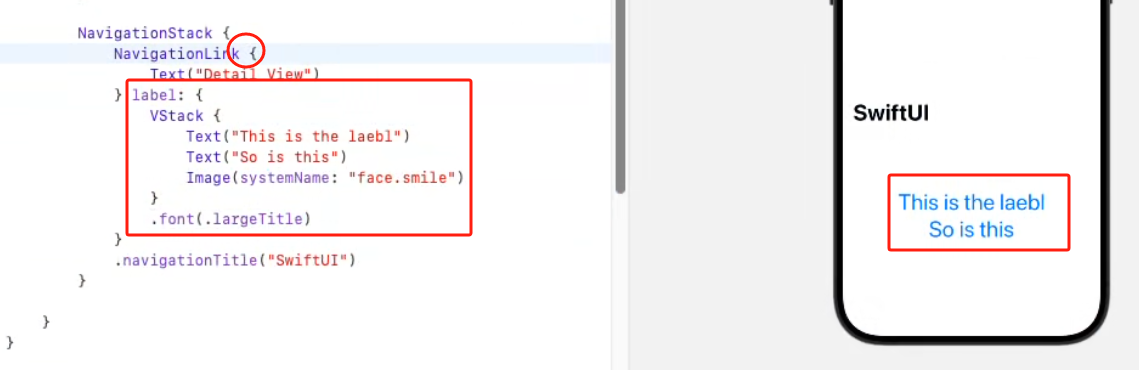 NavigationStack {
NavigationLink {
Text("Detail View")
} label: {
VStack {
Text("This is the laebl")
Text("So is this")
Image(systemName: "face.smile")
}
.font(.largeTitle)
}
.navigationTitle("SwiftUI")
}
}
}
SwiftUI
This is the laebl
So is this